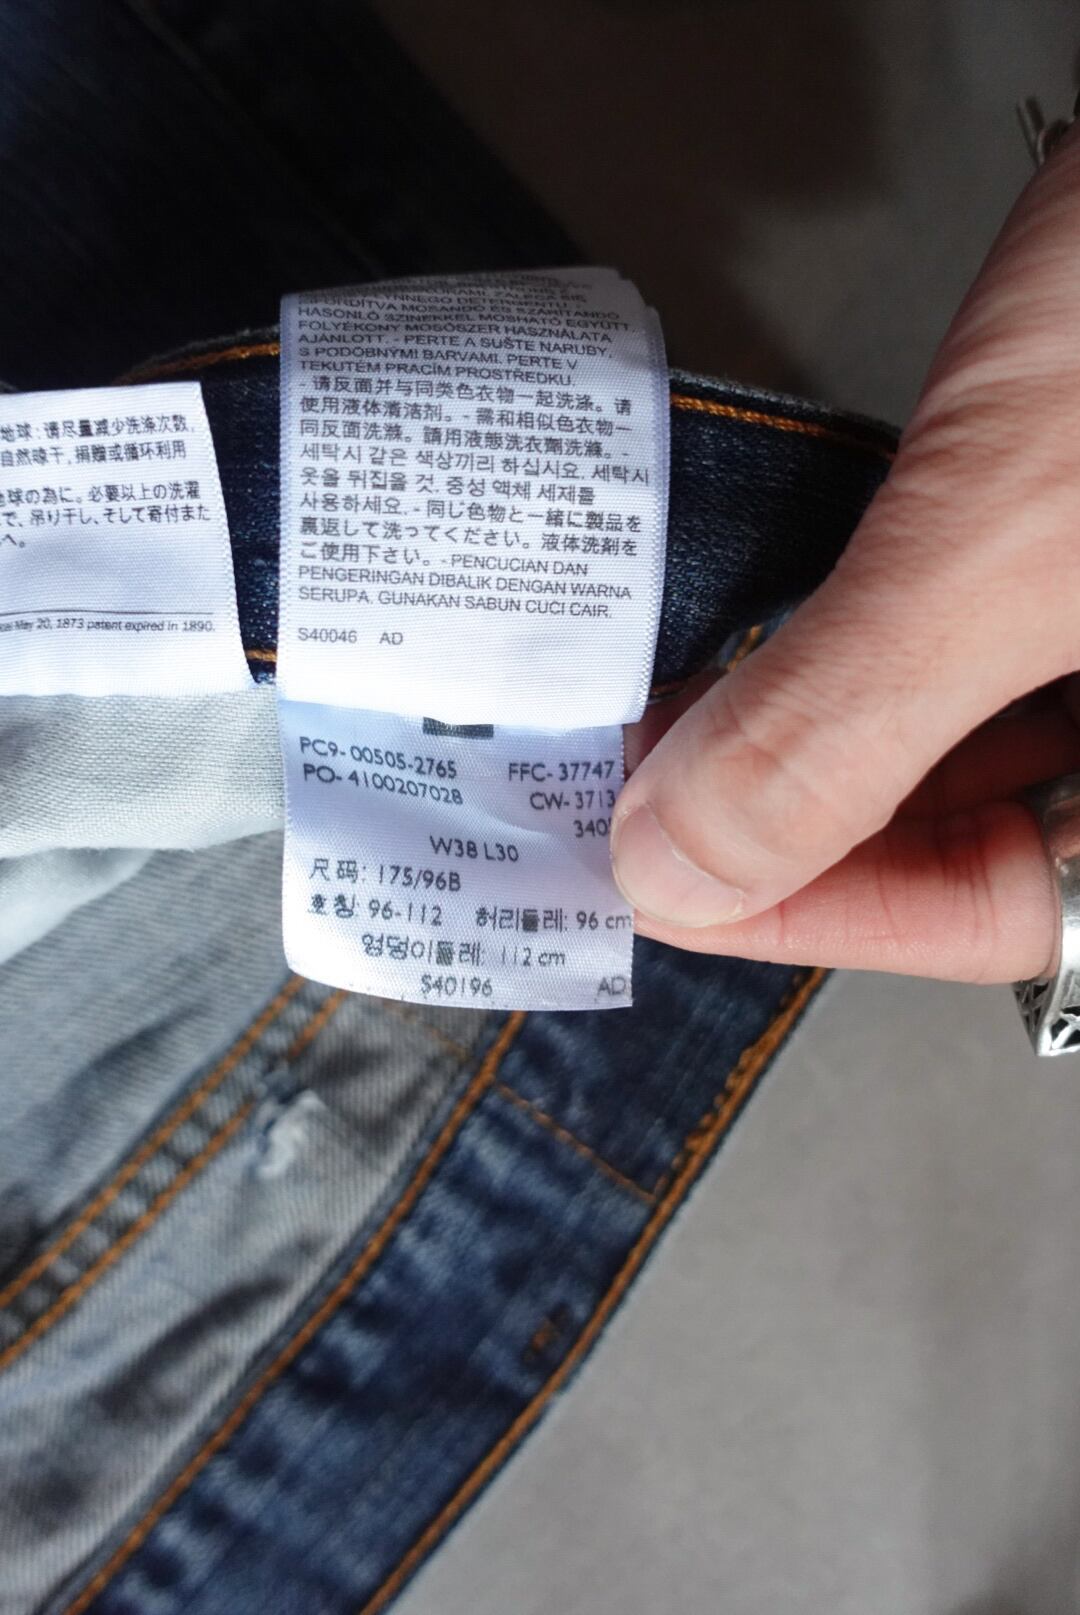 地球：请尽量减少洗涤次数，
自然晾干，捐赠或循环利用
地球の為に。必要以上の洗濯
で、吊り干し、そして寄付また
へ。
May 20, 1873 patent expired in 1890.
HASONLÓ SZINEKKEL MOSHATÓ EGYÜTT.
FOLYÉKONY MOSÓSZER HASZNÁLATA
AJÁNLOTT. - PERTE A SUŠTE NARUBY,
S PODOBNÝMI BARVAMI. PERTE V
TEKUTÉM PRACÍM PROSTŘEDKU.
- 请反面并与同类色衣物一起洗涤。请
使用液体清洁剂。- 需和相似色衣物一
同反面洗滌。請用液態洗衣劑洗滌。-
세탁시 같은 색상끼리 하십시요. 세탁시
옷을 뒤집을 것. 중성 액체 세제를
사용하세요. - 同じ色物と一緒に製品を
裏返して洗ってください。液体洗剤を
ご使用下さい。- PENCUCIAN DAN
PENGERINGAN DIBALIK DENGAN WARNA
SERUPA. GUNAKAN SABUN CUCI CAIR.
S40046 AD
PC9-00505-2765 FFC-37747
PO-4100207028 CW-3713
340
W38 L30
尺码: 175/96B
호칭 96-112 허리둘레: 96 cm
엉덩이둘레: 112 cm
S40196 AD